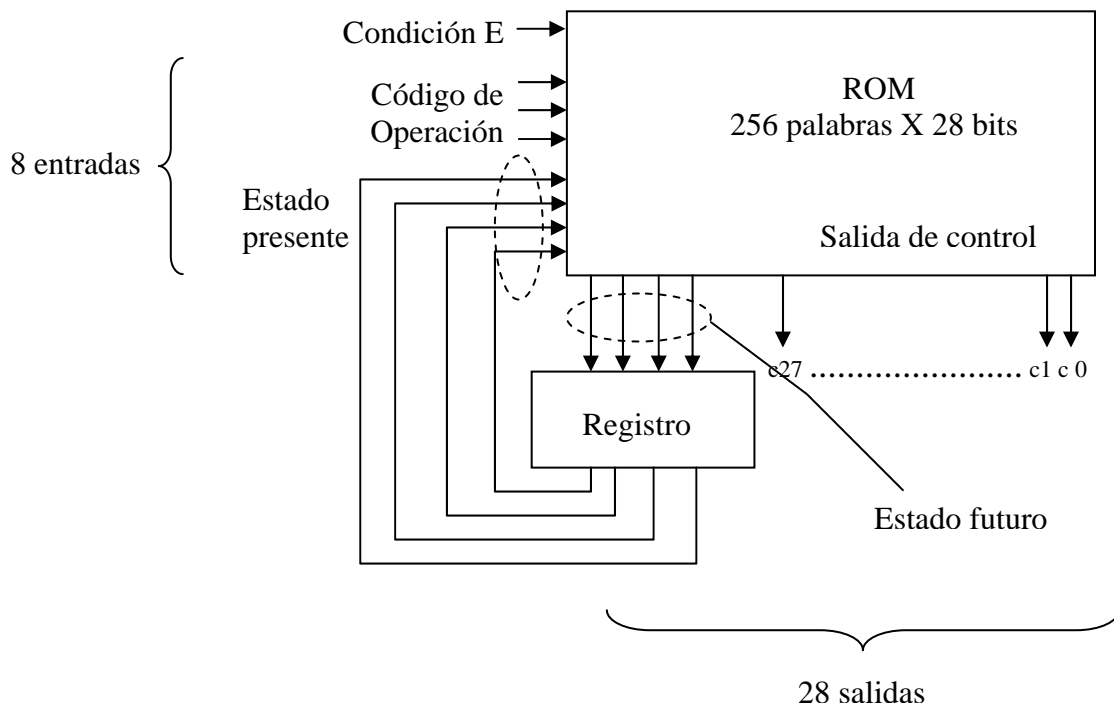 Condición E
ROM
256 palabras X 28 bits
Código de
Operación
8 entradas
Estado
presente
Salida de control
c27 ........................ c1 c 0
Registro
Estado futuro
28 salidas